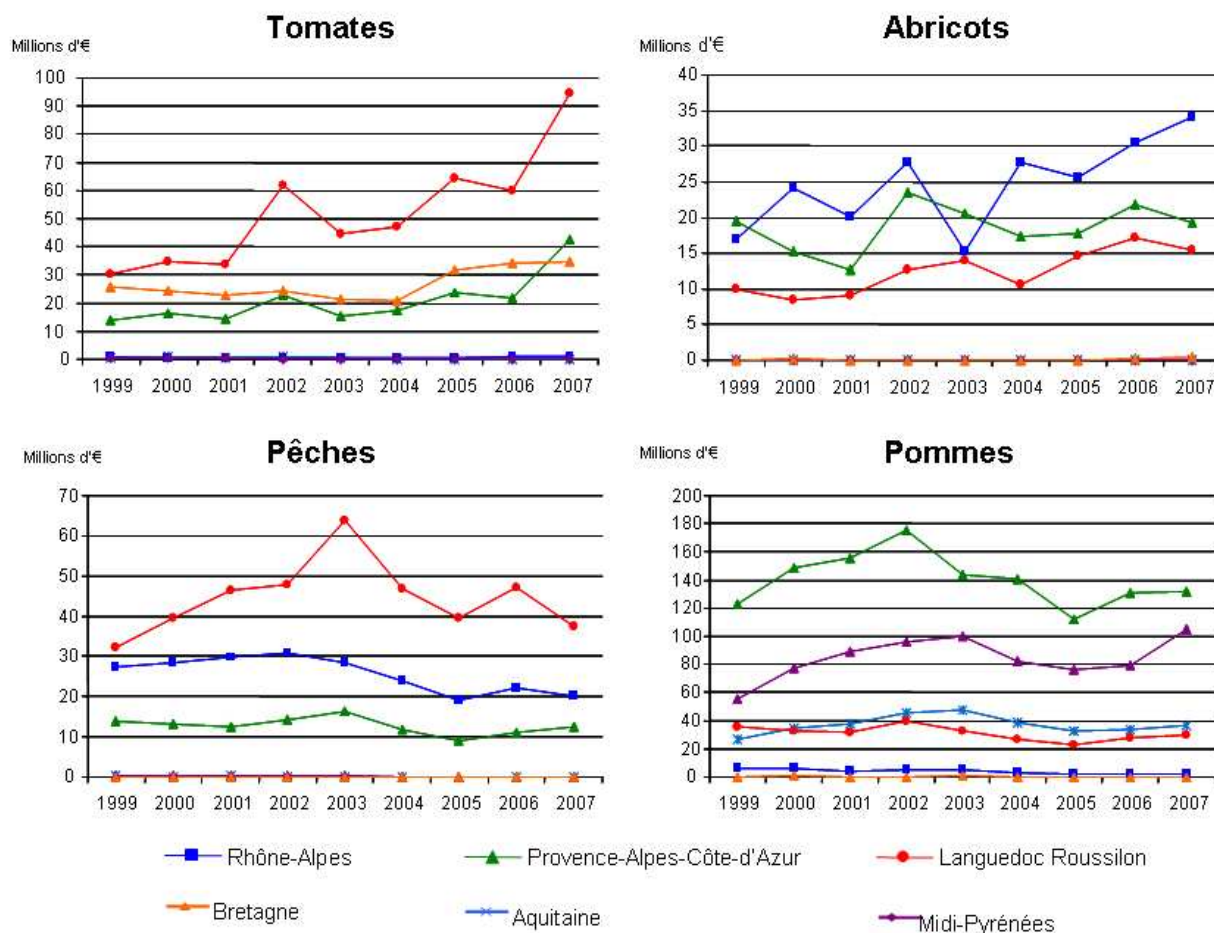 Tomates
Millions d'€
100
90
80
70
60
50
40
30
20
10
0
1999 2000 2001 2002 2003 2004 2005 2006 2007
Abricots
Millions d'€
40
35
30
25
20
15
10
5
0
1999 2000 2001 2002 2003 2004 2005 2006 2007
Pêches
Millions d'€
70
60
50
40
30
20
10
0
1999 2000 2001 2002 2003 2004 2005 2006 2007
Pommes
Millions d'€
200
180
160
140
120
100
80
60
40
20
0
1999 2000 2001 2002 2003 2004 2005 2006 2007
Rhône-Alpes Provence-Alpes-Côte-d'Azur Languedoc Roussilon
Bretagne Aquitaine Midi-Pyrénées